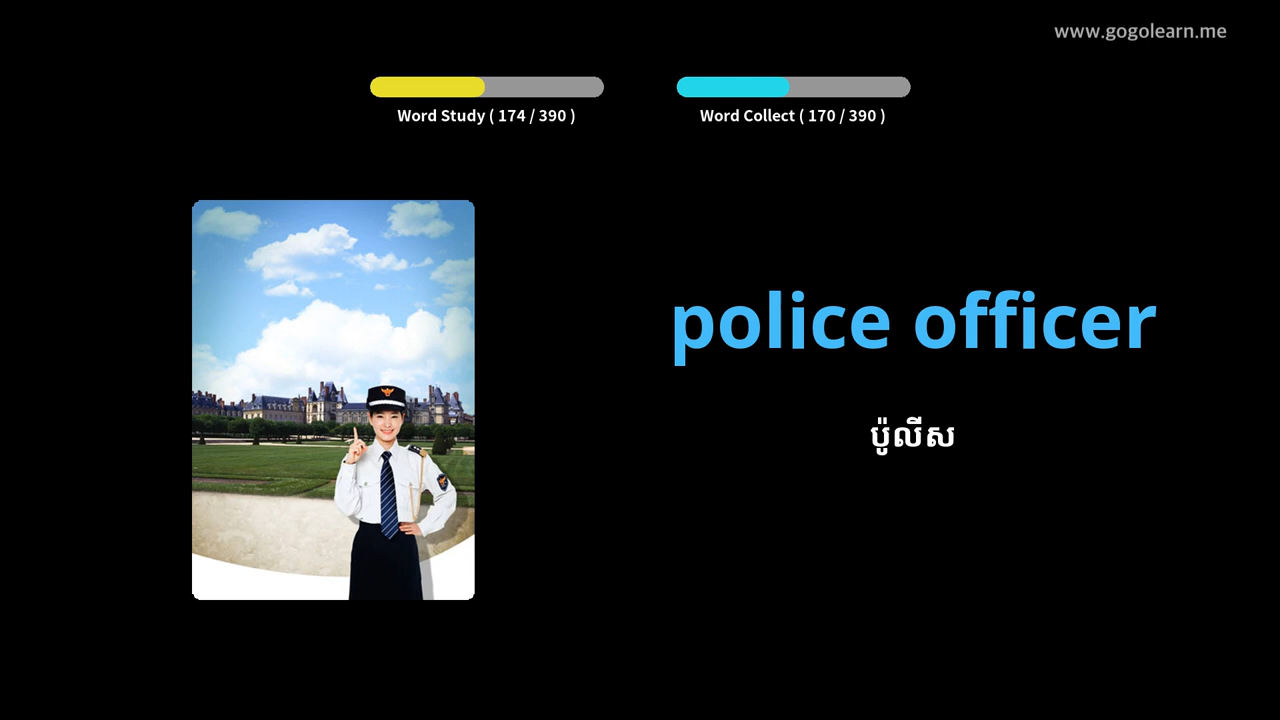 www.gogolearn.me
Word Study ( 174 / 390 )
Word Collect ( 170 / 390 )
police officer
ប៉ូលីស